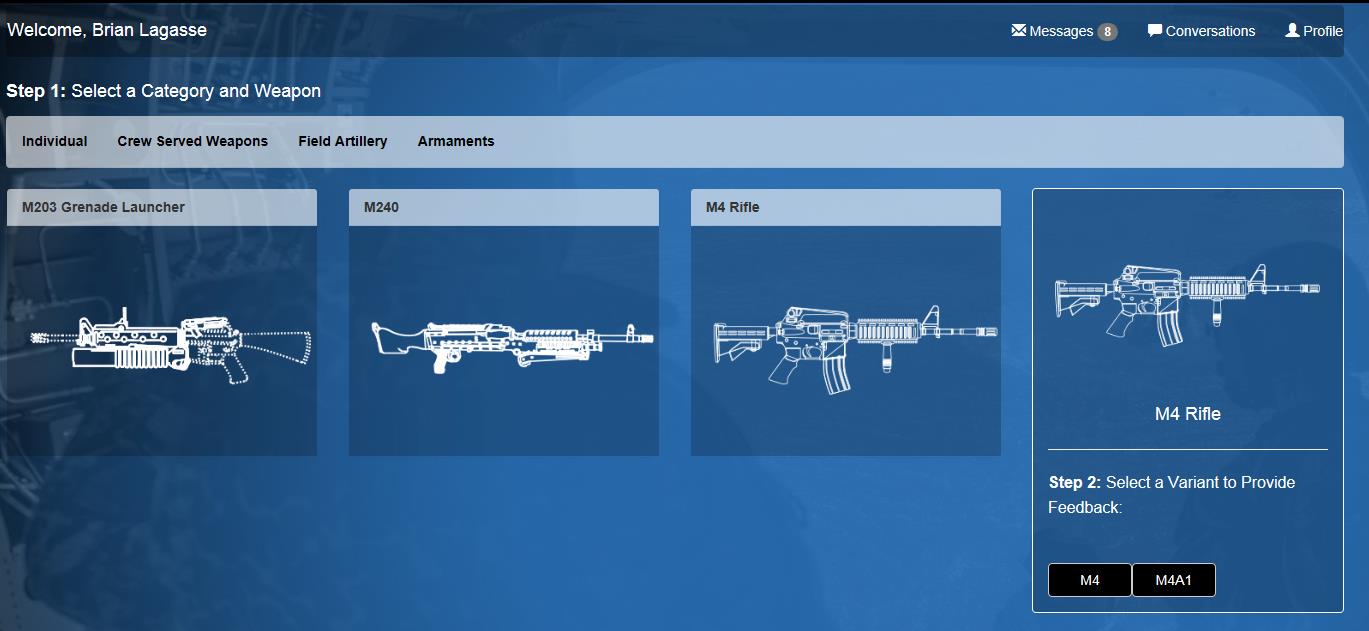 Welcome, Brian Lagasse
Messages 8 Conversations Profile
Step 1: Select a Category and Weapon
Individual Crew Served Weapons Field Artillery Armaments
M203 Grenade Launcher
M240
M4 Rifle
M4 Rifle
Step 2: Select a Variant to Provide
Feedback:
M4 M4A1